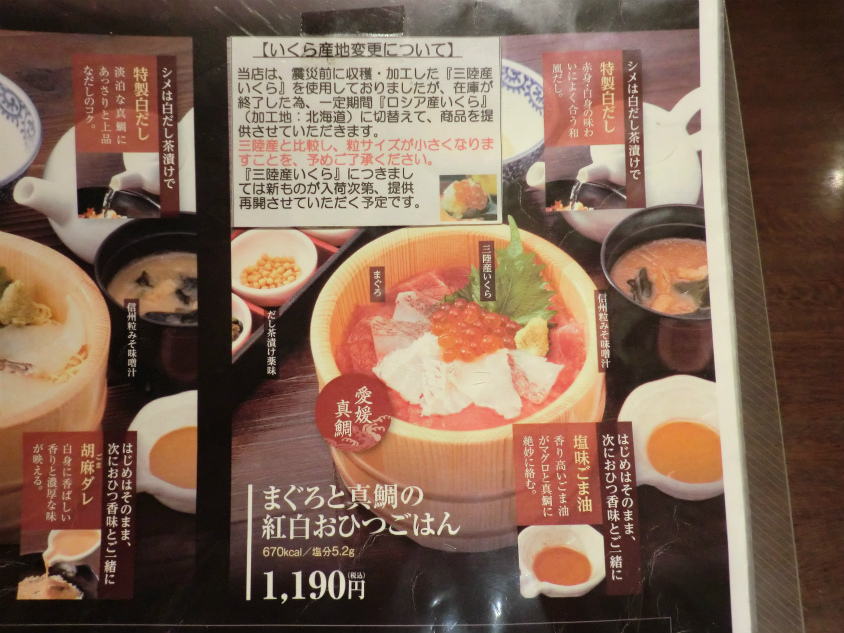 【いくら産地変更について】
当店は、震災前に収穫・加工した『三陸産
いくら』を使用しておりましたが、在庫が
終了した為、一定期間『ロシア産いくら』
（加工地：北海道）に切替えて、商品を提
供させていただきます。
三陸産と比較し、粒サイズが小さくなりま
すことを、予めご了承ください。
『三陸産いくら』につきまし
ては新ものが入荷次第、提供
再開させていただく予定です。
シメは白だし茶漬けで
特製白だし
淡泊な真鯛に
あっさりと上品
なだしのコク。
信州粒みそ味噌汁
はじめはそのまま、
次におひつ香味とご一緒に
胡麻ダレ
ごま
白身に香ばしい
香りと濃厚な味
が映える。
シメは白だし茶漬けで
特製白だし
赤身・白身の味わ
いによく合う和
風だし。
まぐろ
三陸産いくら
だし茶漬け薬味
信州粒みそ味噌汁
愛媛
真鯛
はじめはそのまま、
次におひつ香味とご一緒に
塩味ごま油
香り高いごま油
がマグロと真鯛に
絶妙に絡む。
まぐろと真鯛の
紅白おひつごはん
670kcal／塩分5.2g
1,190円(税込)